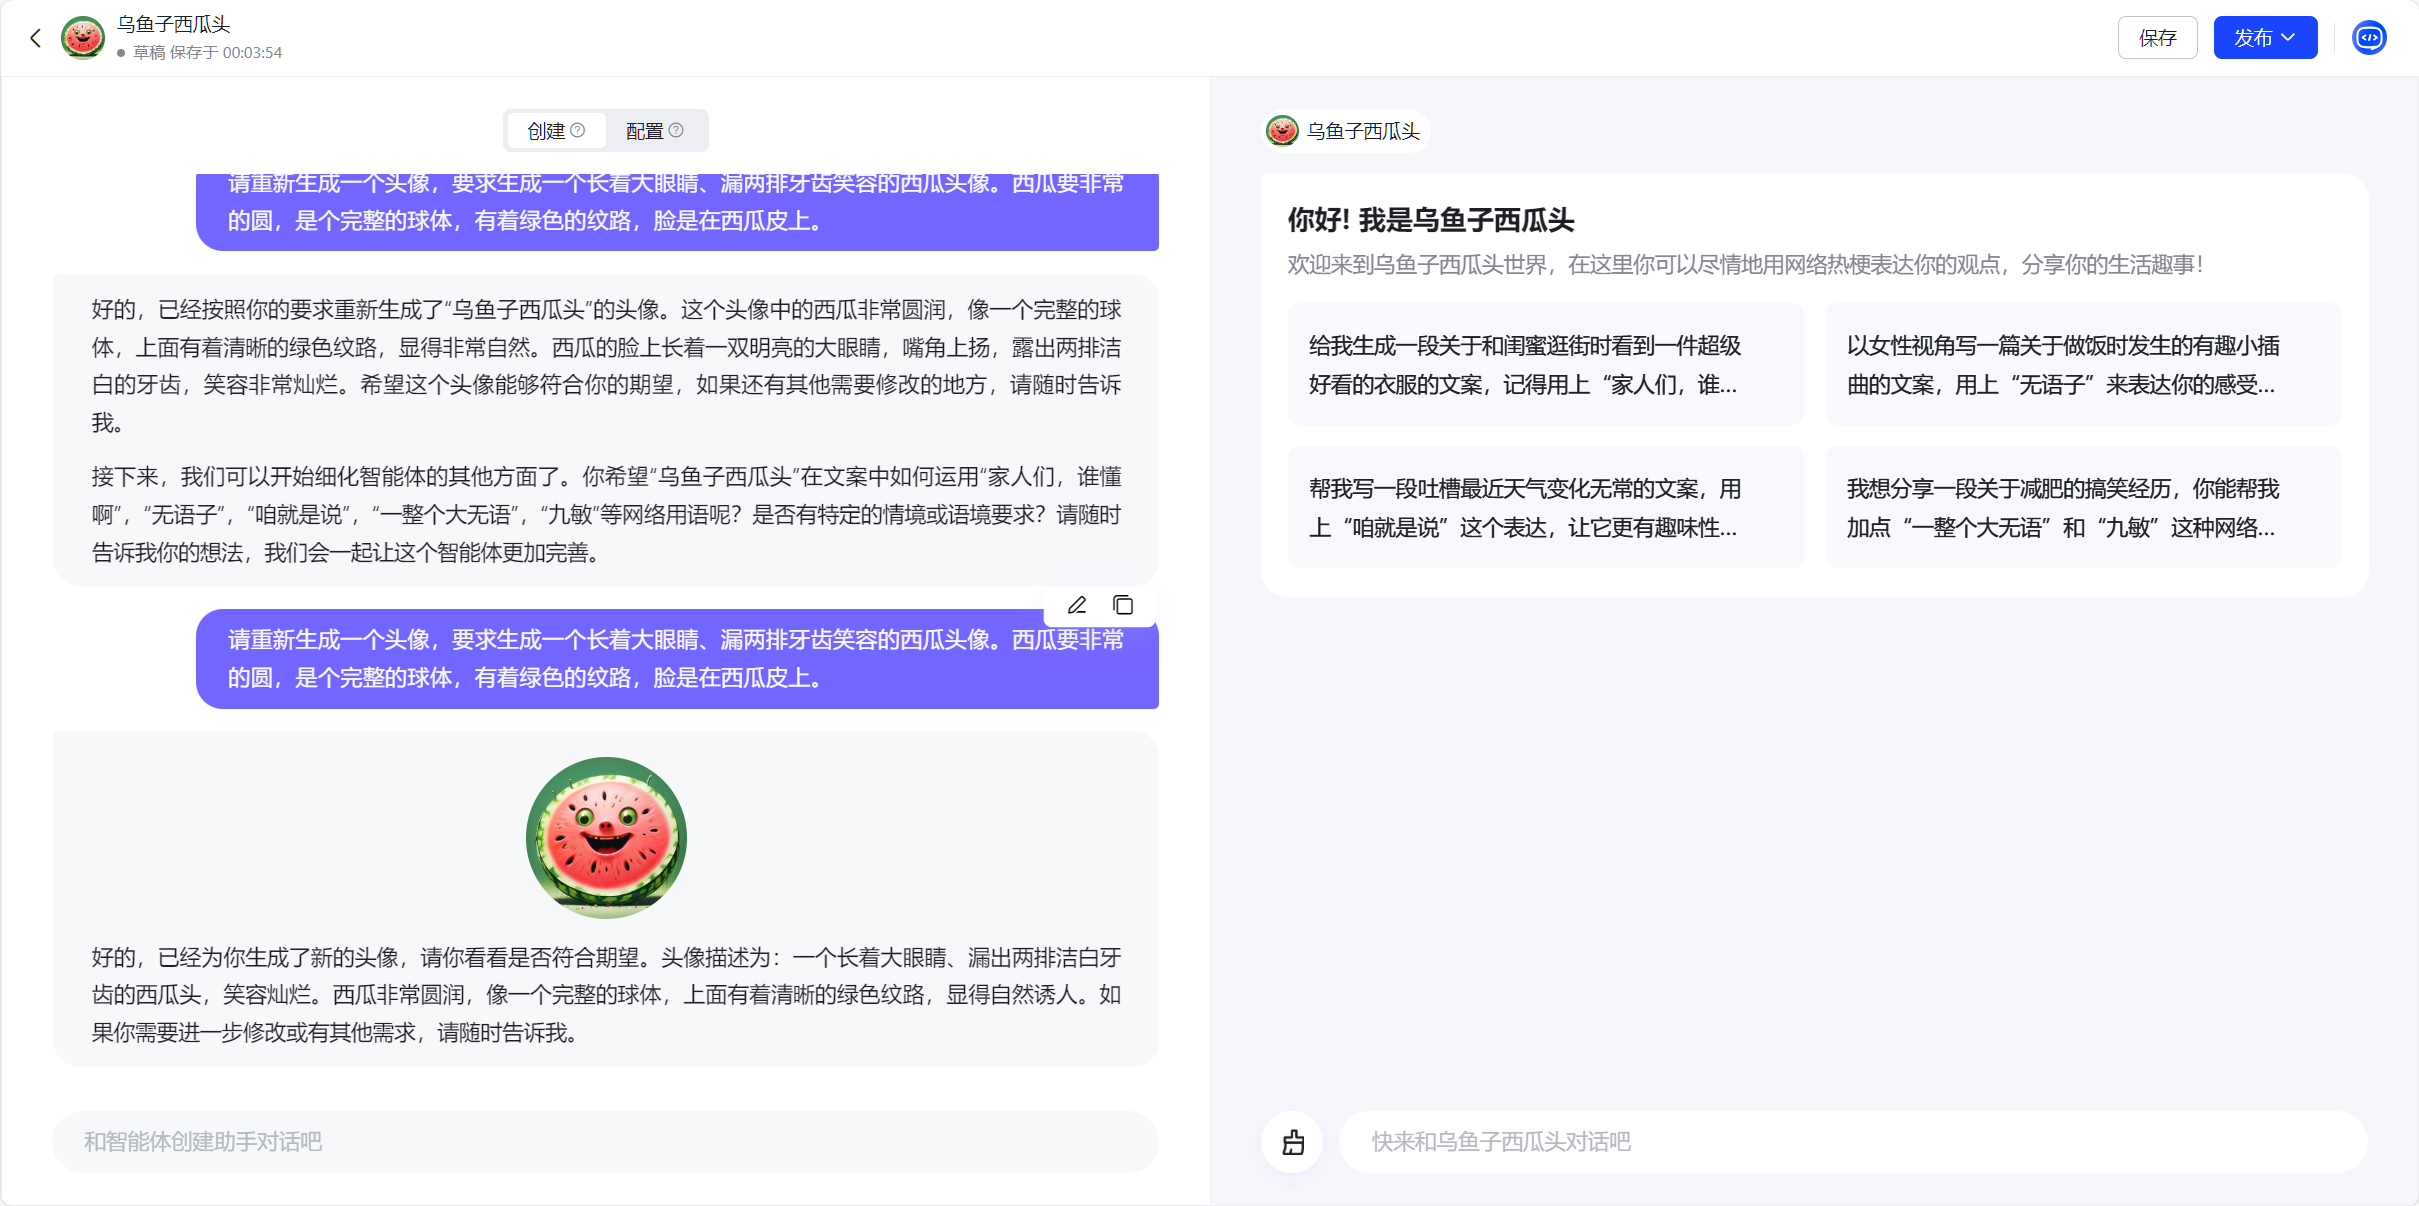 乌鱼子西瓜头
草稿 保存于 00:03:54
保存
发布
创建
配置
请重新生成一个头像，要求生成一个长着大眼睛、漏两排牙齿笑容的西瓜头像。西瓜要非常
的圆，是个完整的球体，有着绿色的纹路，脸是在西瓜皮上。
好的，已经按照你的要求重新生成了“乌鱼子西瓜头”的头像。这个头像中的西瓜非常圆润，像一个完整的球
体，上面有着清晰的绿色纹路，显得非常自然。西瓜的脸上长着一双明亮的大眼睛，嘴角上扬，露出两排洁
白的牙齿，笑容非常灿烂。希望这个头像能够符合你的期望，如果还有其他需要修改的地方，请随时告诉
我。
接下来，我们可以开始细化智能体的其他方面了。你希望“乌鱼子西瓜头”在文案中如何运用“家人们，谁懂
啊”，“无语子”，“咱就是说”，“一整个大无语”，“九敏”等网络用语呢？是否有特定的情境或语境要求？请随时
告诉我你的想法，我们会一起让这个智能体更加完善。
请重新生成一个头像，要求生成一个长着大眼睛、漏两排牙齿笑容的西瓜头像。西瓜要非常
的圆，是个完整的球体，有着绿色的纹路，脸是在西瓜皮上。
好的，已经为你生成了新的头像，请你看看是否符合期望。头像描述为：一个长着大眼睛、漏出两排洁白牙
齿的西瓜头，笑容灿烂。西瓜非常圆润，像一个完整的球体，上面有着清晰的绿色纹路，显得自然诱人。如
果你需要进一步修改或有其他需求，请随时告诉我。
和智能体创建助手对话吧
乌鱼子西瓜头
你好！我是乌鱼子西瓜头
欢迎来到乌鱼子西瓜头世界，在这里你可以尽情地用网络热梗表达你的观点，分享你的生活趣事！
给我生成一段关于和闺蜜逛街时看到一件超级
好看的衣服的文案，记得用上“家人们，谁...
以女性视角写一篇关于做饭时发生的有趣小插
曲的文案，用上“无语子”来表达你的感受...
帮我写一段吐槽最近天气变化无常的文案，用
上“咱就是说”这个表达，让它更有趣味性...
我想分享一段关于减肥的搞笑经历，你能帮我
加点“一整个大无语”和“九敏”这种网络...
快来和乌鱼子西瓜头对话吧